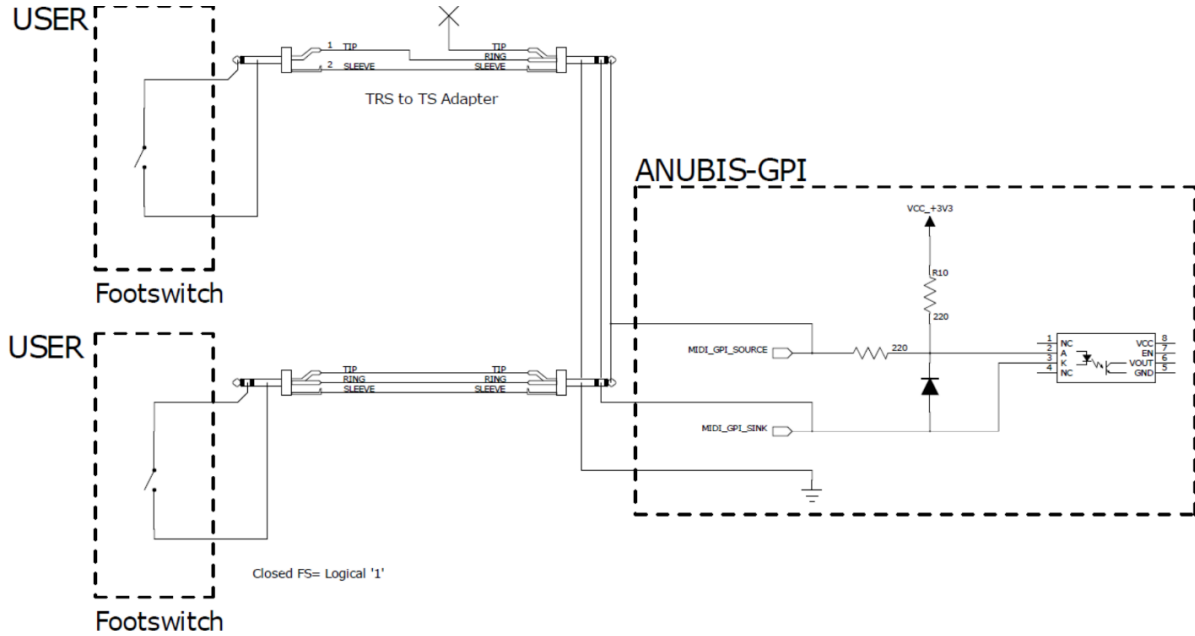 USER
1 TIP
2 SLEEVE
TIP
RING
SLEEVE
TRS to TS Adapter
Footswitch
USER
TIP
RING
SLEEVE
TIP
RING
SLEEVE
Closed FS= Logical '1'
Footswitch
ANUBIS-GPI
VCC_+3V3
R10
220
MIDI_GPI_SOURCE
220
MIDI_GPI_SINK
1 NC
2 A
3 K
4 NC
VCC 8
EN 7
VOUT 6
GND 5